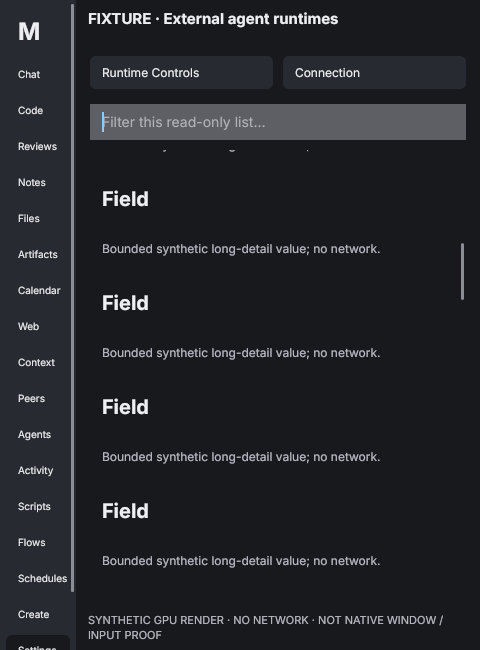 M
Chat
Code
Reviews
Notes
Files
Artifacts
Calendar
Web
Context
Peers
Agents
Activity
Scripts
Flows
Schedules
Create
Settings
FIXTURE · External agent runtimes
Runtime Controls
Connection
Filter this read-only list...
Field
Bounded synthetic long-detail value; no network.
Field
Bounded synthetic long-detail value; no network.
Field
Bounded synthetic long-detail value; no network.
Field
Bounded synthetic long-detail value; no network.
SYNTHETIC GPU RENDER · NO NETWORK · NOT NATIVE WINDOW /
INPUT PROOF